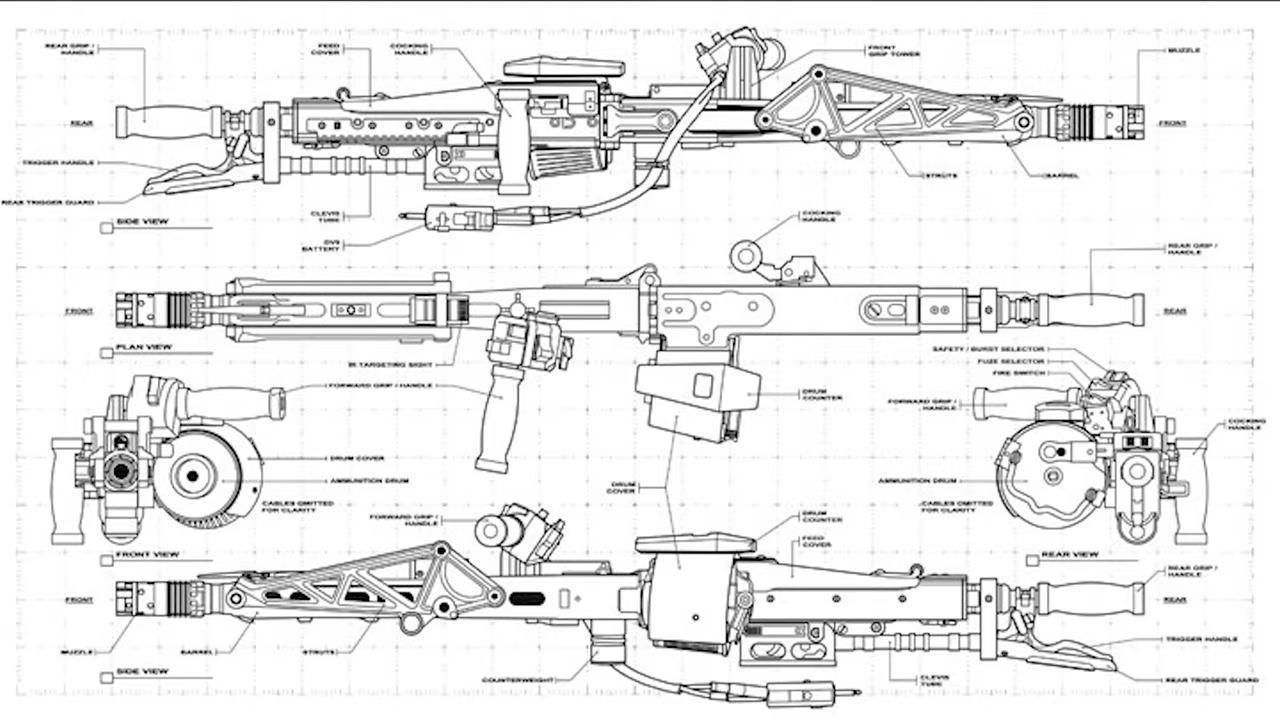 REAR GRIP /
HANDLE
FEED
COVER
COCKING
HANDLE
FRONT
GRIP TOWER
MUZZLE
REAR
FRONT
TRIGGER HANDLE
REAR TRIGGER GUARD
STRUTS
BARREL
SIDE VIEW
CLEVIS
TUBE
DV9
BATTERY
COCKING
HANDLE
REAR GRIP /
HANDLE
FRONT
REAR
PLAN VIEW
IR TARGETING SIGHT
SAFETY / BURST SELECTOR
FUZE SELECTOR
FIRE SWITCH
FORWARD GRIP / HANDLE
DRUM
COUNTER
FORWARD GRIP /
HANDLE
COCKING
HANDLE
DRUM COVER
AMMUNITION DRUM
CABLES OMITTED
FOR CLARITY
DRUM
COVER
AMMUNITION DRUM
CABLES OMITTED
FOR CLARITY
FRONT VIEW
FORWARD GRIP /
HANDLE
DRUM
COUNTER
FEED
COVER
REAR VIEW
REAR GRIP /
HANDLE
FRONT
REAR
MUZZLE
BARREL
STRUTS
TRIGGER HANDLE
SIDE VIEW
COUNTERWEIGHT
CLEVIS
TUBE
REAR TRIGGER GUARD